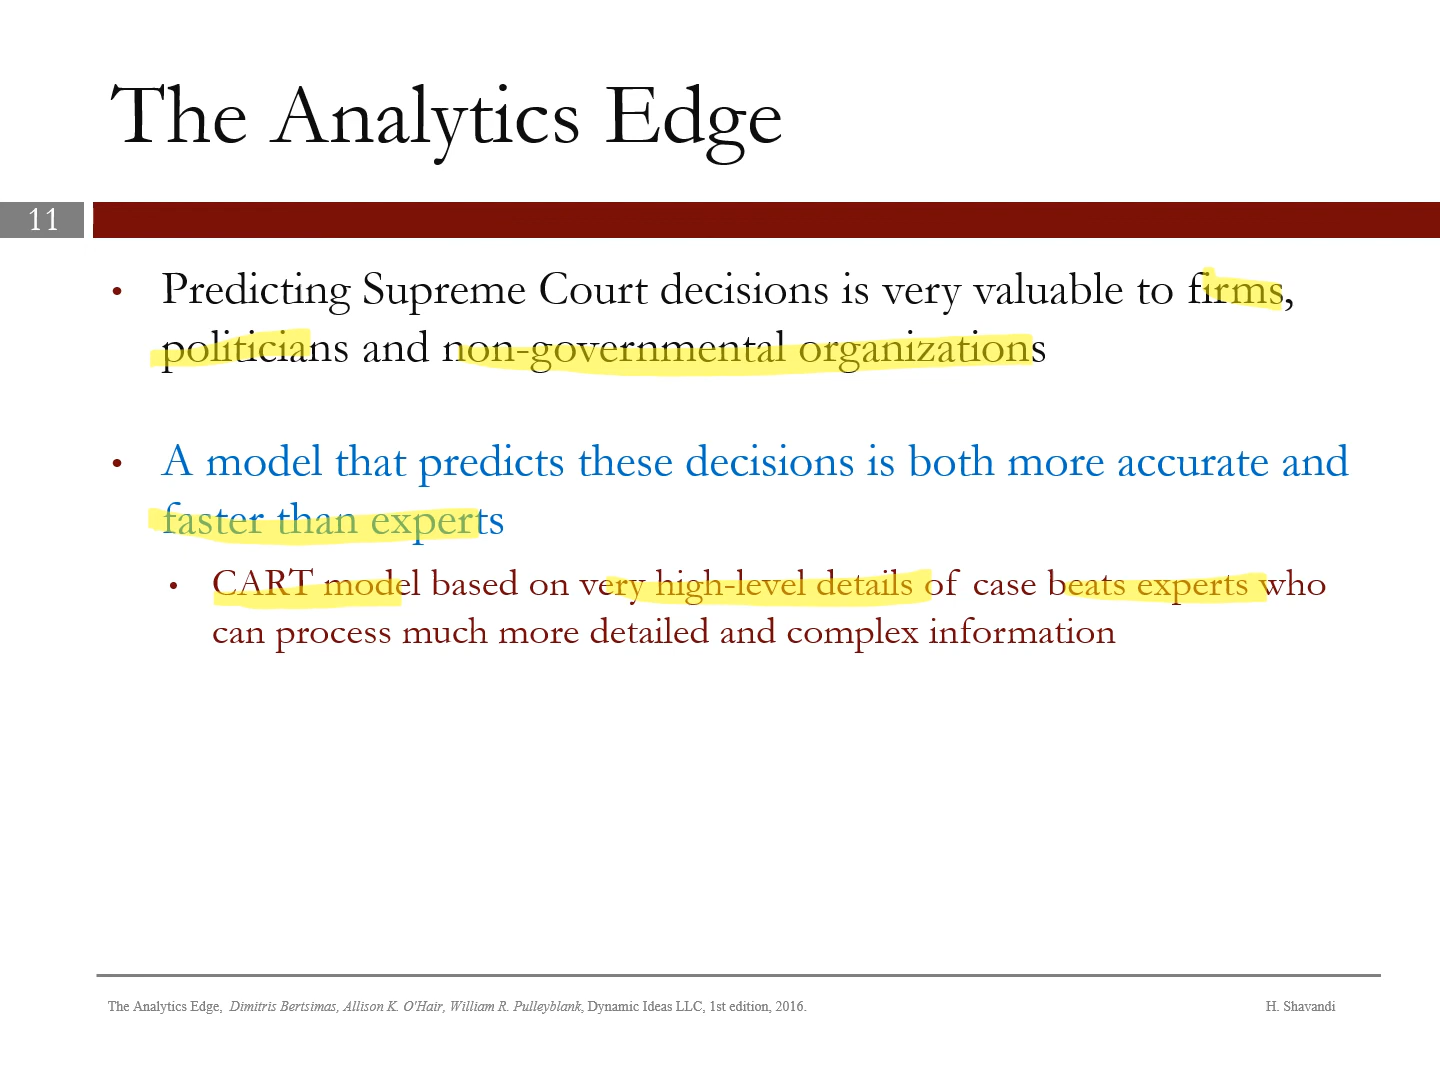 The Analytics Edge
11
• Predicting Supreme Court decisions is very valuable to firms,
politicians and non-governmental organizations
• A model that predicts these decisions is both more accurate and
faster than experts
• CART model based on very high-level details of case beats experts who
can process much more detailed and complex information
The Analytics Edge, Dimitris Bertsimas, Allison K. O'Hair, William R. Pulleyblank, Dynamic Ideas LLC, 1st edition, 2016.
H. Shavandi